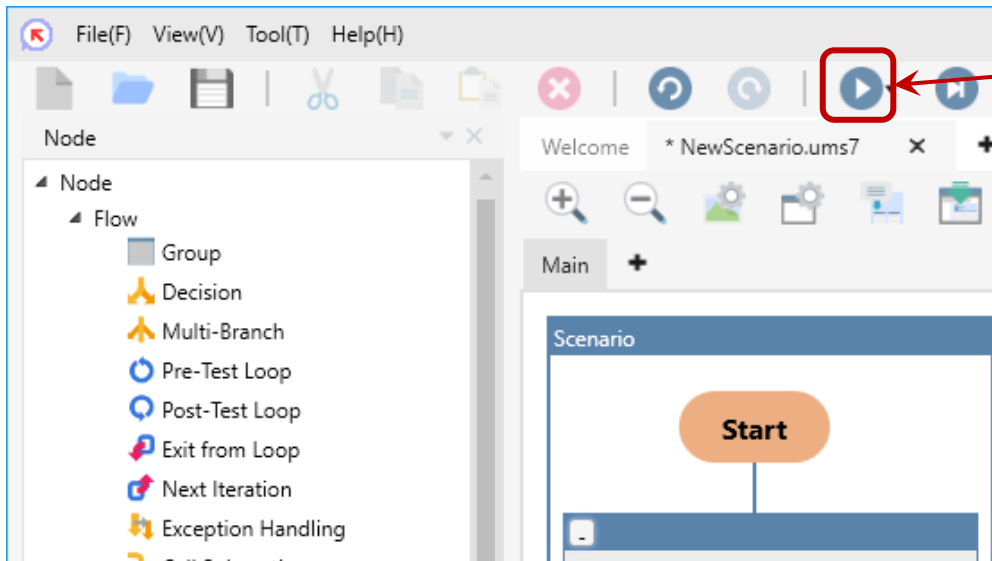 File(F) View(V) Tool(T) Help(H)
Node
Welcome * NewScenario.ums7
Node
Flow
Group
Decision
Multi-Branch
Pre-Test Loop
Post-Test Loop
Exit from Loop
Next Iteration
Exception Handling
Main
Scenario
Start